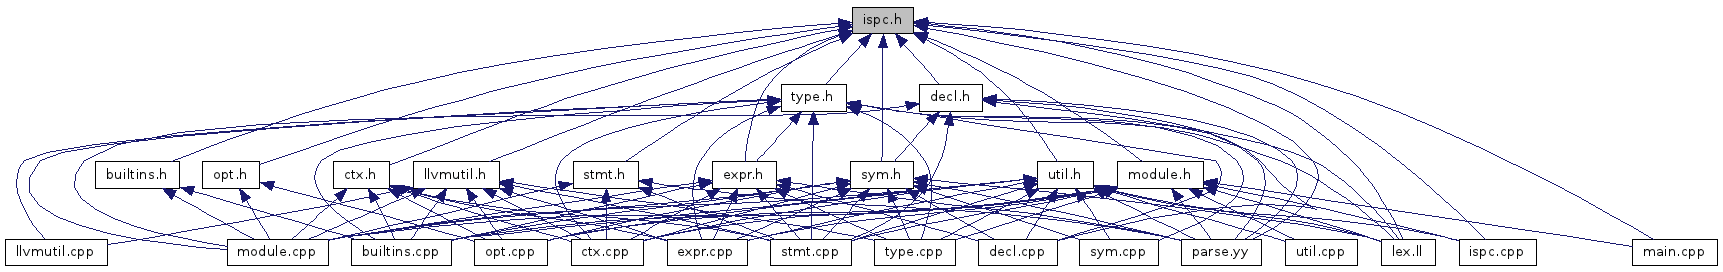 ispc.h
type.h
decl.h
builtins.h
opt.h
ctx.h
llvmutil.h
stmt.h
expr.h
sym.h
util.h
module.h
llvmutil.cpp
module.cpp
builtins.cpp
opt.cpp
ctx.cpp
expr.cpp
stmt.cpp
type.cpp
decl.cpp
sym.cpp
parse.yy
util.cpp
lex.ll
ispc.cpp
main.cpp